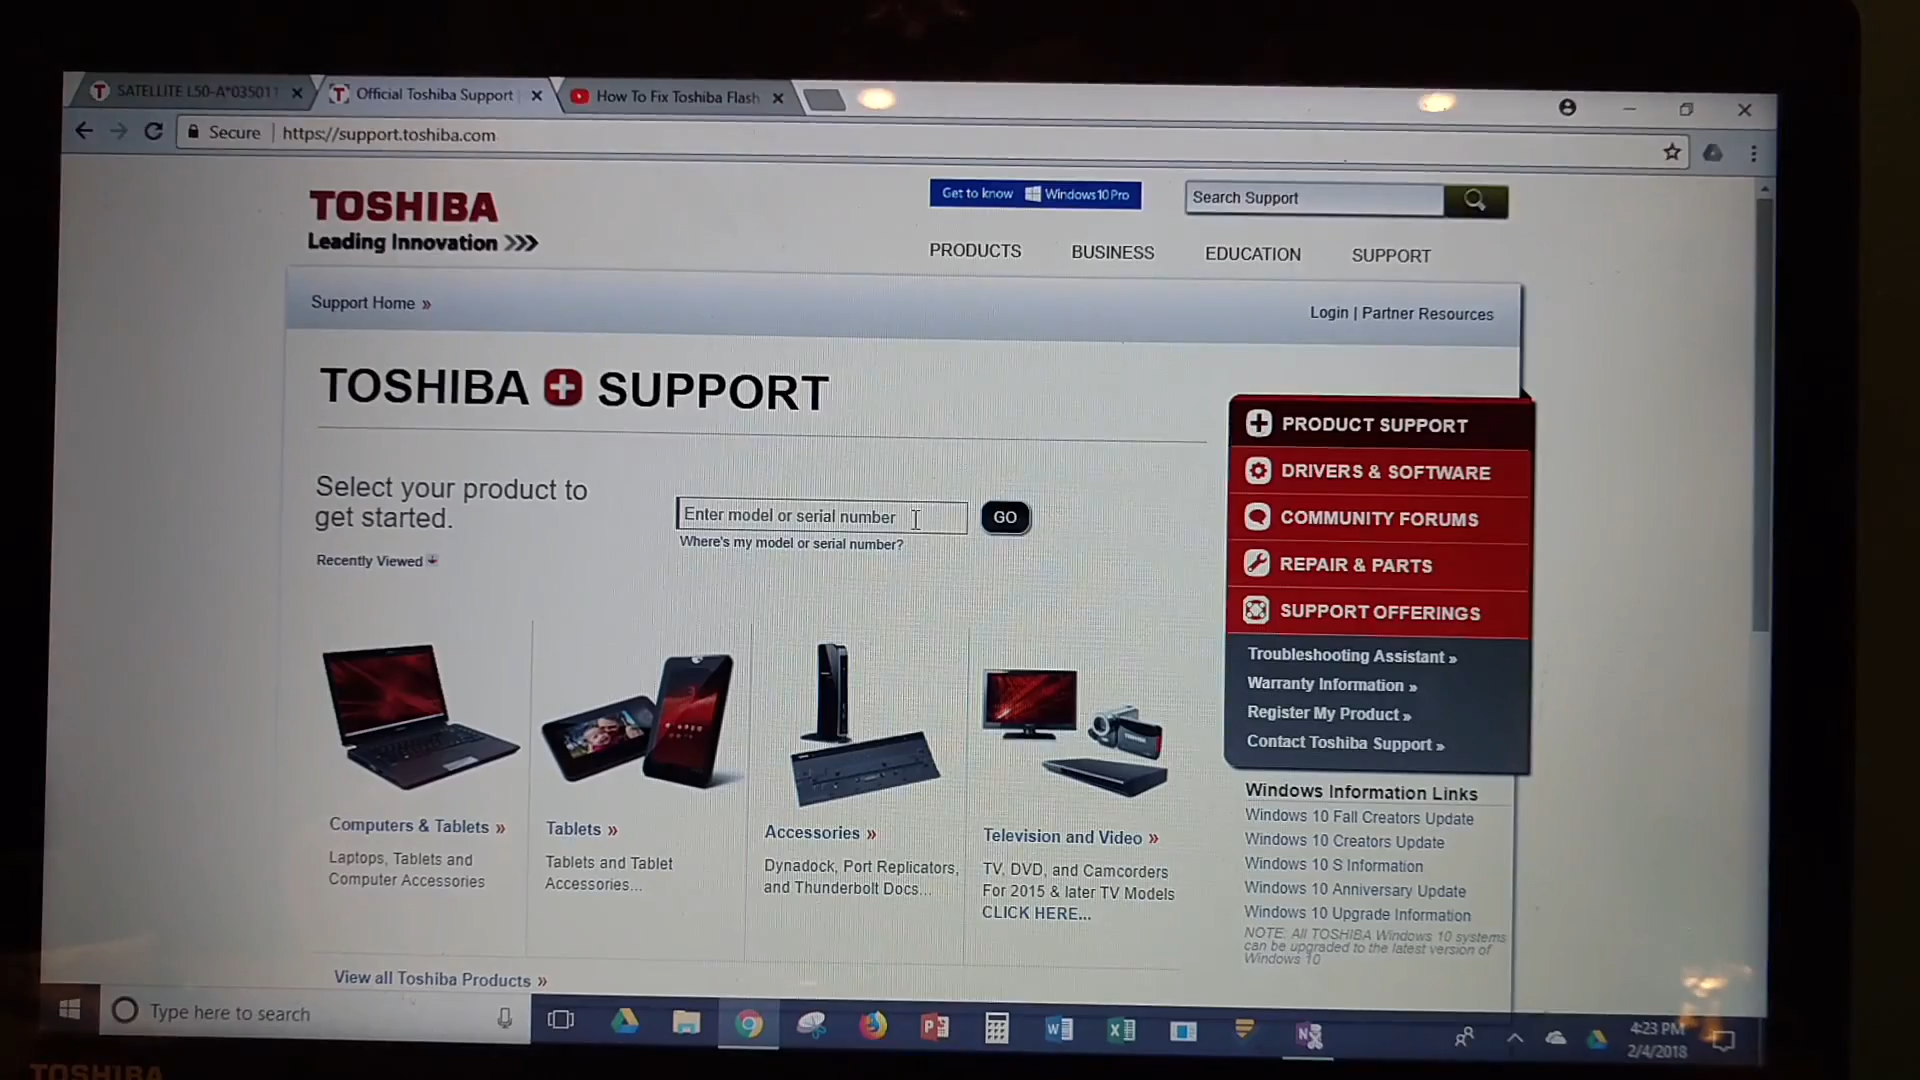 SATELLITE L50-A*035011
Official Toshiba Support
How To Fix Toshiba Flash
Secure
https://support.toshiba.com
TOSHIBA
Leading Innovation >>>
Get to know Windows 10 Pro
Search Support
PRODUCTS
BUSINESS
EDUCATION
SUPPORT
Support Home »
Login | Partner Resources
TOSHIBA + SUPPORT
Select your product to
get started.
Enter model or serial number
GO
Where's my model or serial number?
Recently Viewed
PRODUCT SUPPORT
DRIVERS & SOFTWARE
COMMUNITY FORUMS
REPAIR & PARTS
SUPPORT OFFERINGS
Troubleshooting Assistant »
Warranty Information »
Register My Product »
Contact Toshiba Support »
Computers & Tablets »
Laptops, Tablets and
Computer Accessories
Tablets »
Tablets and Tablet
Accessories...
Accessories »
Dynadock, Port Replicators,
and Thunderbolt Docs...
Television and Video »
TV, DVD, and Camcorders
For 2015 & later TV Models
CLICK HERE...
Windows Information Links
Windows 10 Fall Creators Update
Windows 10 Creators Update
Windows 10 S Information
Windows 10 Anniversary Update
Windows 10 Upgrade Information
NOTE: All TOSHIBA Windows 10 systems
can be upgraded to the latest version of
Windows 10
View all Toshiba Products »
Type here to search
4:23 PM
2/4/2018
TOSHIBA